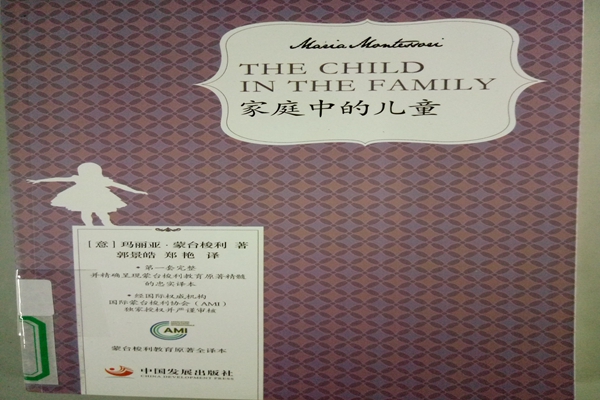 Maria Montessori
THE CHILD
IN THE FAMILY
家庭中的儿童
[意] 玛丽亚·蒙台梭利 著
郭景皓 郑艳 译
·第一套完整
并精确呈现蒙台梭利教育原著精髓
的忠实译本
·经国际权威机构
国际蒙台梭利协会（AMI）
独家授权并严谨审核
AMI
蒙台梭利教育原著全译本
中国发展出版社
CHINA DEVELOPMENT PRESS